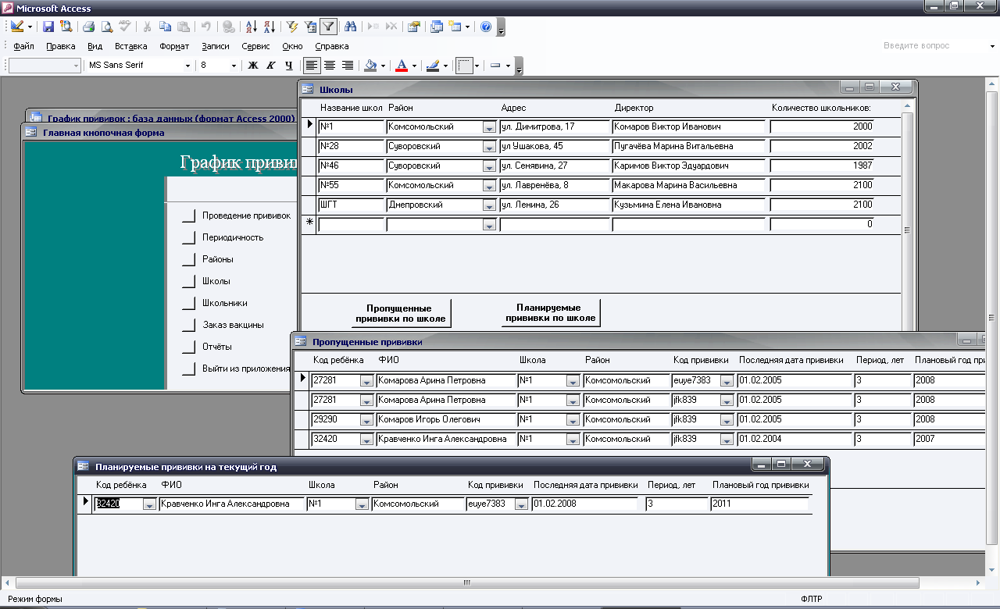 Microsoft Access
Файл Правка Вид Вставка Формат Записи Сервис Окно Справка
Введите вопрос
MS Sans Serif 8 Ж К Ч
График прививок : база данных (формат Access 2000)
Главная кнопочная форма
График приви
Проведение прививок
Периодичность
Районы
Школы
Школьники
Заказ вакцины
Отчёты
Выйти из приложения
Школы
Название школ Район Адрес Директор Количество школьников:
№1 Комсомольский ул. Димитрова, 17 Комаров Виктор Иванович 2000
№28 Суворовский ул Ушакова, 45 Пугачёва Марина Витальевна 2002
№46 Суворовский ул. Сенявина, 27 Каримов Виктор Эдуардович 1987
№55 Комсомольский ул. Лавренёва, 8 Макарова Марина Васильевна 2100
ШГТ Днепровский ул. Ленина, 26 Кузьмина Елена Ивановна 2100
0
Пропущенные
прививки по школе
Планируемые
прививки по школе
Пропущенные прививки
Код ребёнка ФИО Школа Район Код прививки Последняя дата прививки Период, лет Плановый год при
27281 Комарова Арина Петровна №1 Комсомольский euye7383 01.02.2005 3 2008
27281 Комарова Арина Петровна №1 Комсомольский jfk839 01.02.2005 3 2008
29290 Комаров Игорь Олегович №1 Комсомольский jfk839 01.02.2005 3 2008
32420 Кравченко Инга Александровна №1 Комсомольский jfk839 01.02.2004 3 2007
Планируемые прививки на текущий год
Код ребёнка ФИО Школа Район Код прививки Последняя дата прививки Период, лет Плановый год прививки
32420 Кравченко Инга Александровна №1 Комсомольский euye7383 01.02.2008 3 2011
Режим формы
ФЛТР